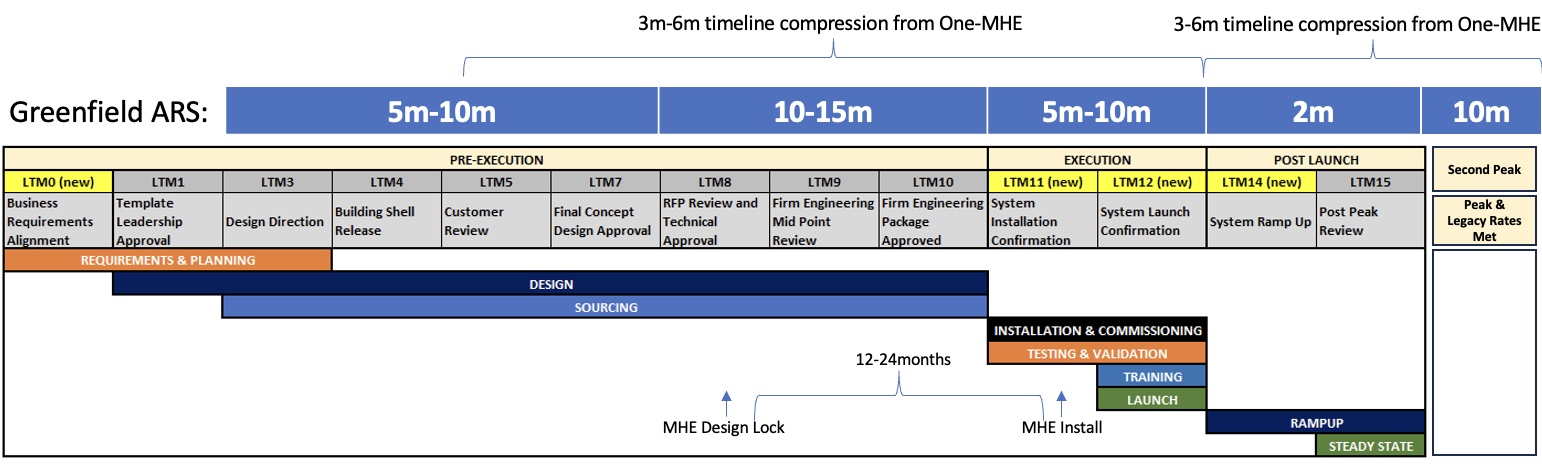 3m-6m timeline compression from One-MHE
3-6m timeline compression from One-MHE
Greenfield ARS:
5m-10m
10-15m
5m-10m
2m
10m
PRE-EXECUTION
EXECUTION
POST LAUNCH
Second Peak
LTM0 (new)
LTM1
LTM3
LTM4
LTM5
LTM7
LTM8
LTM9
LTM10
LTM11 (new)
LTM12 (new)
LTM14 (new)
LTM15
Business
Requirements
Alignment
Template
Leadership
Approval
Design Direction
Building Shell
Release
Customer
Review
Final Concept
Design Approval
RFP Review and
Technical
Approval
Firm Engineering
Mid Point
Review
Firm Engineering
Package
Approved
System
Installation
Confirmation
System Launch
Confirmation
System Ramp Up
Post Peak
Review
Peak &
Legacy Rates
Met
REQUIREMENTS & PLANNING
DESIGN
SOURCING
INSTALLATION & COMMISSIONING
TESTING & VALIDATION
12-24months
TRAINING
LAUNCH
MHE Design Lock
MHE Install
RAMPUP
STEADY STATE